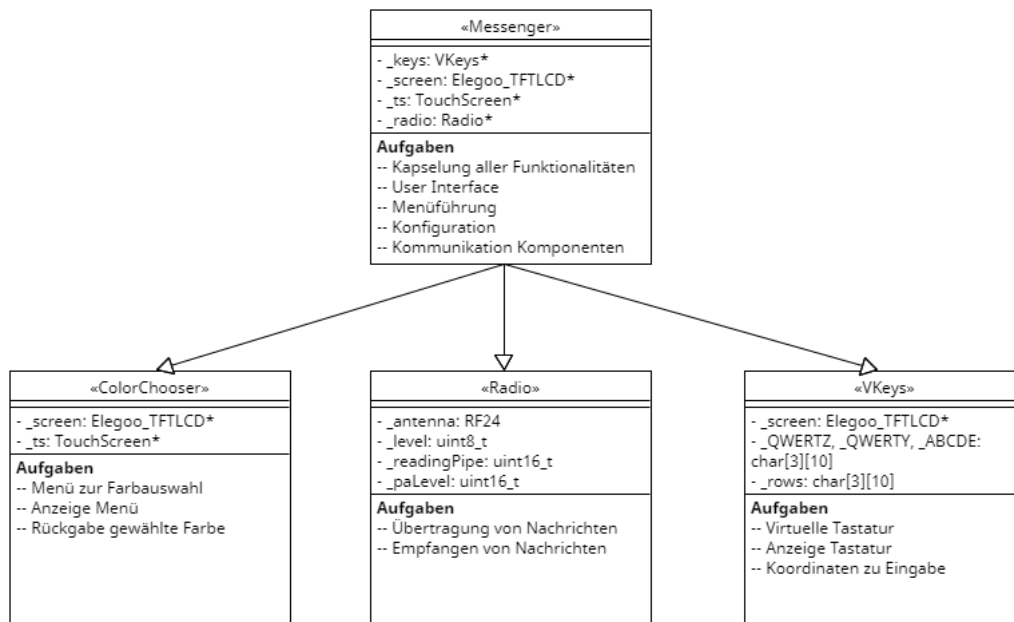 «Messenger»
- _keys: VKeys*
- _screen: Elegoo_TFTLCD*
- _ts: TouchScreen*
- _radio: Radio*
Aufgaben
-- Kapselung aller Funktionalitäten
-- User Interface
-- Menüführung
-- Konfiguration
-- Kommunikation Komponenten
«ColorChooser»
- _screen: Elegoo_TFTLCD*
- _ts: TouchScreen*
Aufgaben
-- Menü zur Farbauswahl
-- Anzeige Menü
-- Rückgabe gewählte Farbe
«Radio»
- _antenna: RF24
- _level: uint8_t
- _readingPipe: uint16_t
- _paLevel: uint16_t
Aufgaben
-- Übertragung von Nachrichten
-- Empfangen von Nachrichten
«VKeys»
- _screen: Elegoo_TFTLCD*
- _QWERTZ, _QWERTY, _ABCDE:
char[3][10]
- _rows: char[3][10]
Aufgaben
-- Virtuelle Tastatur
-- Anzeige Tastatur
-- Koordinaten zu Eingabe